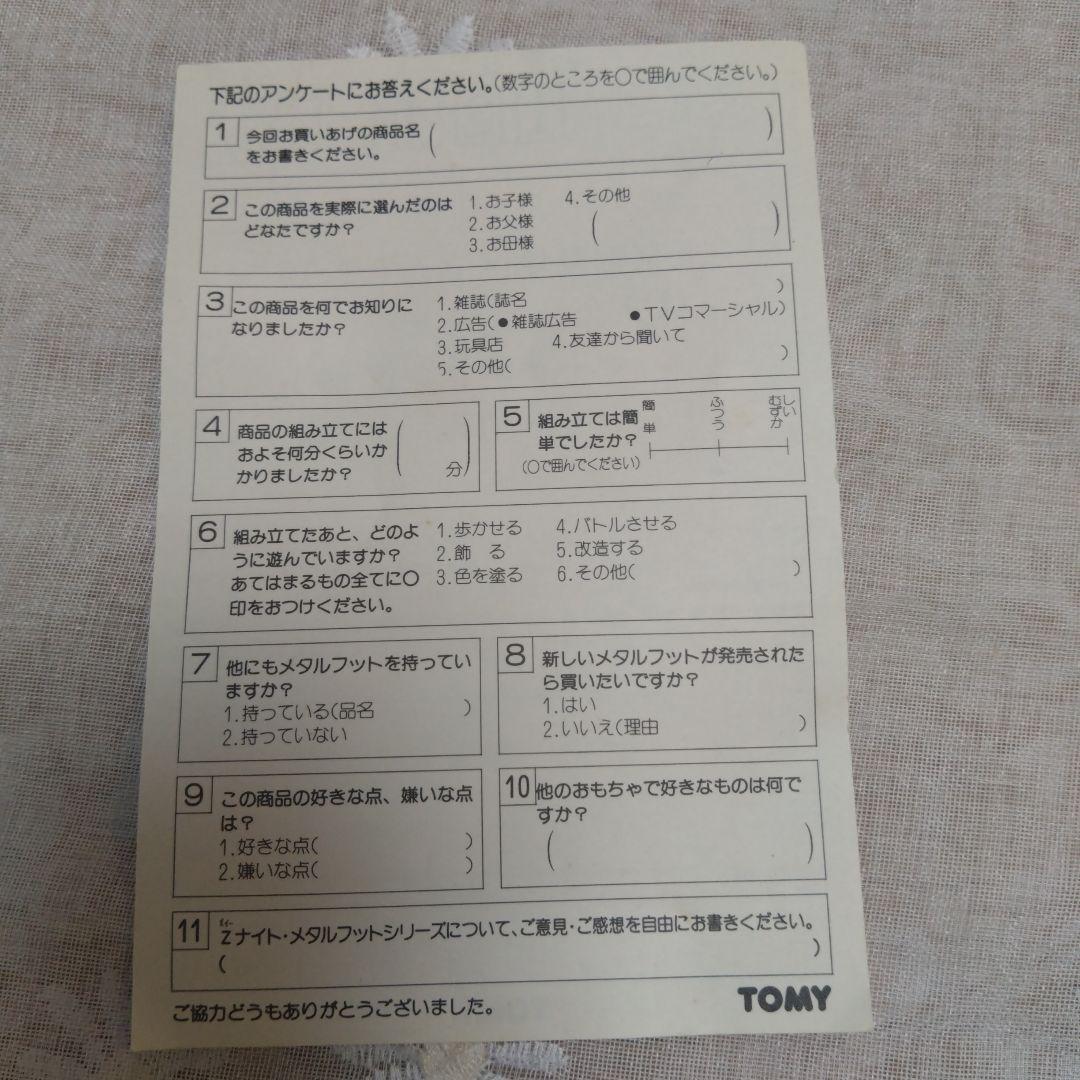 下記のアンケートにお答えください。(数字のところを○で囲んでください。)
1 今回お買いあげの商品名
をお書きください。
( )
2 この商品を実際に選んだのは
どなたですか?
1.お子様 4.その他
2.お父様 ( )
3.お母様
3 この商品を何でお知りに
なりましたか?
1.雑誌(誌名 )
2.広告(●雑誌広告 ●TVコマーシャル)
3.玩具店 4.友達から聞いて
5.その他( )
4 商品の組み立てには
およそ何分くらいか
かりましたか?
( 分)
5 組み立ては簡
単でしたか?
(○で囲んでください)
簡単
ふつう
むずかしい
6 組み立てたあと、どのよ
うに遊んでいますか?
あてはまるもの全てに○
印をおつけください。
1.歩かせる 4.バトルさせる
2.飾 る 5.改造する
3.色を塗る 6.その他( )
7 他にもメタルフットを持ってい
ますか?
1.持っている(品名 )
2.持っていない
8 新しいメタルフットが発売された
ら買いたいですか?
1.はい
2.いいえ(理由 )
9 この商品の好きな点、嫌いな点
は?
1.好きな点( )
2.嫌いな点( )
10 他のおもちゃで好きなものは何で
すか?
( )
11 Zナイト・メタルフットシリーズについて、ご意見・ご感想を自由にお書きください。
( )
ご協力どうもありがとうございました。
TOMY